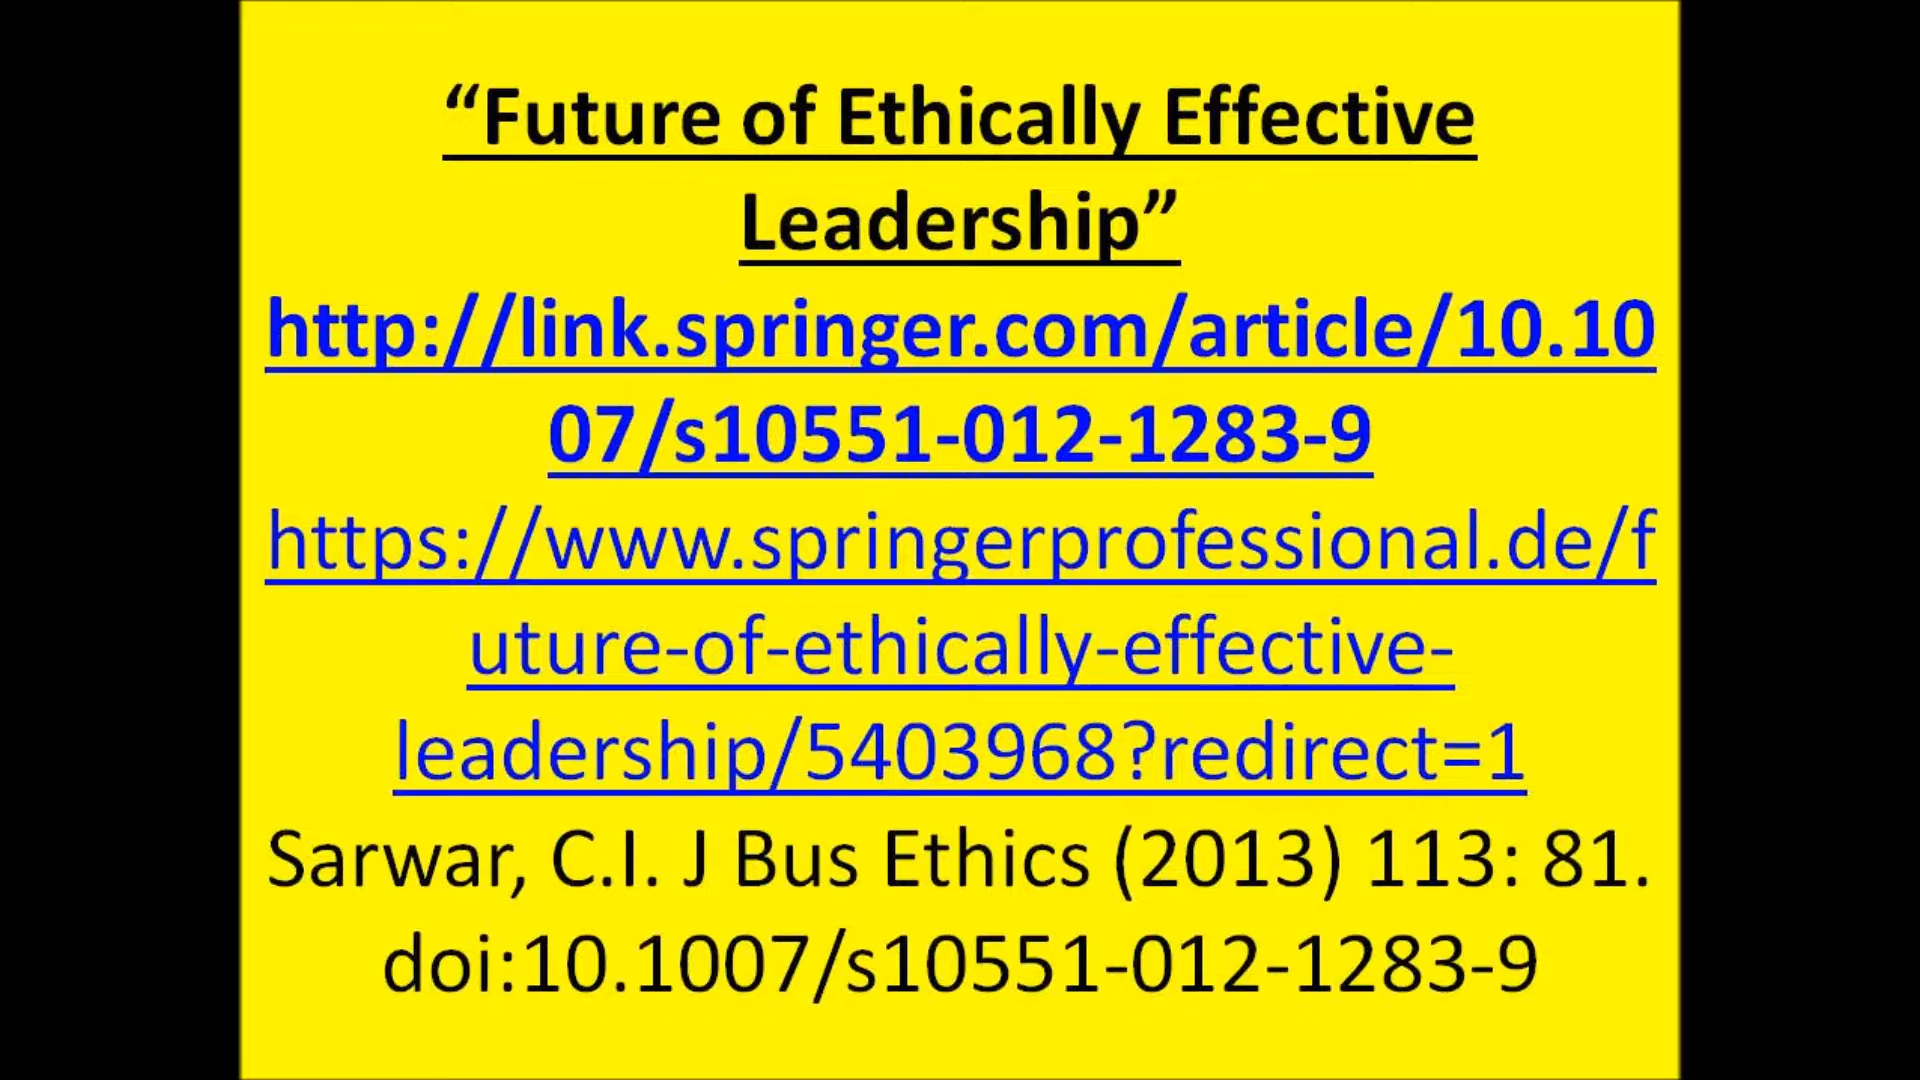 “Future of Ethically Effective
Leadership”
http://link.springer.com/article/10.10
07/s10551-012-1283-9
https://www.springerprofessional.de/f
uture-of-ethically-effective-
leadership/5403968?redirect=1
Sarwar, C.I. J Bus Ethics (2013) 113: 81.
doi:10.1007/s10551-012-1283-9